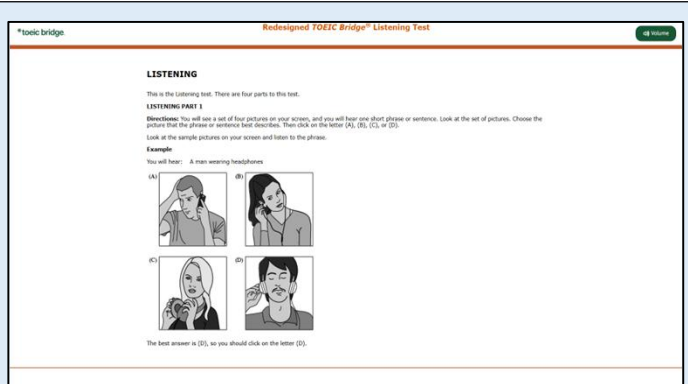 *toeic bridge.
Redesigned TOEIC Bridge® Listening Test
Volume
LISTENING
This is the Listening test. There are four parts to this test.
LISTENING PART 1
Directions: You will see a set of four pictures on your screen, and you will hear one short phrase or sentence. Look at the set of pictures. Choose the
picture that the phrase or sentence best describes. Then click on the letter (A), (B), (C), or (D).
Look at the sample pictures on your screen and listen to the phrase.
Example
You will hear: A man wearing headphones
(A) (B)
(C) (D)
The best answer is (D), so you should click on the letter (D).